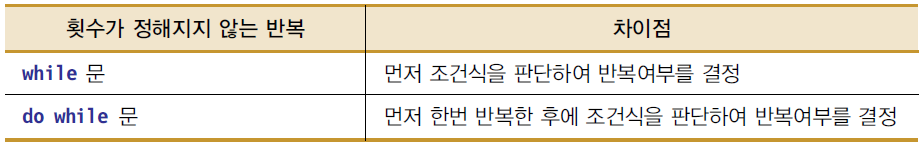 횟수가 정해지지 않는 반복 차이점
while 문 먼저 조건식을 판단하여 반복여부를 결정
do while 문 먼저 한번 반복한 후에 조건식을 판단하여 반복여부를 결정